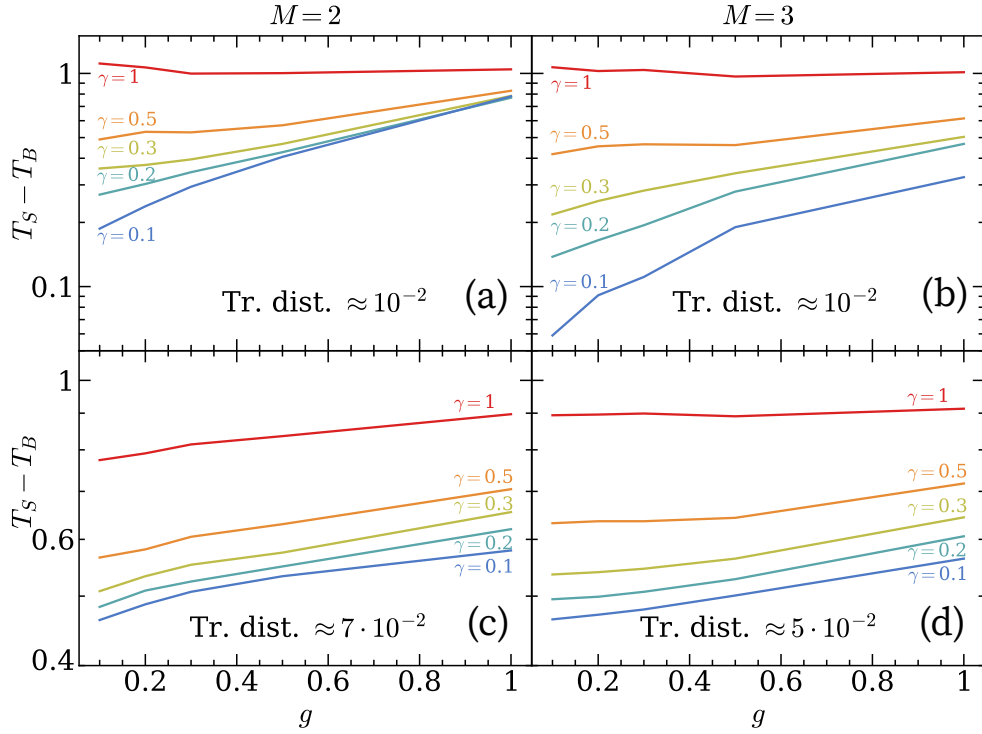 M = 2
M = 3
T_S − T_B
1
0.1
γ = 1
γ = 0.5
γ = 0.3
γ = 0.2
γ = 0.1
Tr. dist. ≈ 10⁻²
(a)
γ = 1
γ = 0.5
γ = 0.3
γ = 0.2
γ = 0.1
Tr. dist. ≈ 10⁻²
(b)
T_S − T_B
1
0.6
0.4
γ = 1
γ = 0.5
γ = 0.3
γ = 0.2
γ = 0.1
Tr. dist. ≈ 7 · 10⁻²
(c)
γ = 1
γ = 0.5
γ = 0.3
γ = 0.2
γ = 0.1
Tr. dist. ≈ 5 · 10⁻²
(d)
0.2 0.4 0.6 0.8 1
0.2 0.4 0.6 0.8 1
g
g